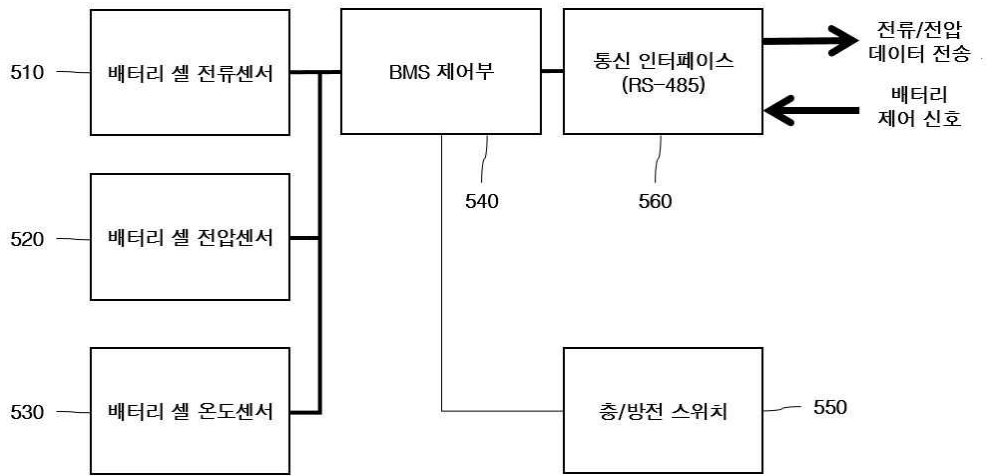 510
배터리 셀 전류센서
BMS 제어부
540
통신 인터페이스
(RS-485)
560
전류/전압
데이터 전송
배터리
제어 신호
520
배터리 셀 전압센서
530
배터리 셀 온도센서
충/방전 스위치
550